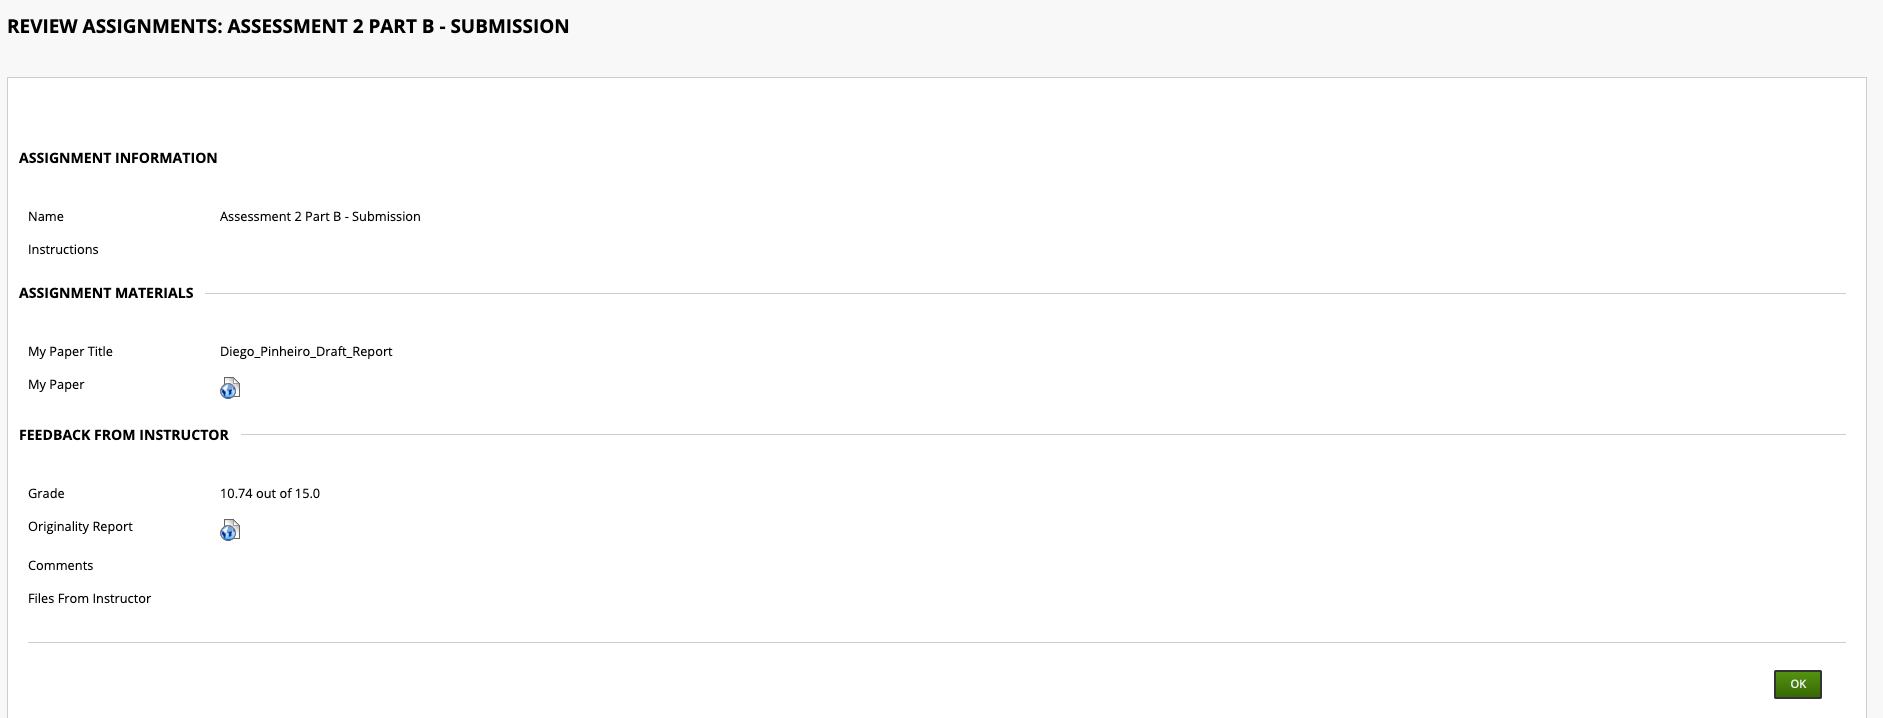 REVIEW ASSIGNMENTS: ASSESSMENT 2 PART B - SUBMISSION
ASSIGNMENT INFORMATION
Name Assessment 2 Part B - Submission
Instructions
ASSIGNMENT MATERIALS
My Paper Title Diego_Pinheiro_Draft_Report
My Paper
FEEDBACK FROM INSTRUCTOR
Grade 10.74 out of 15.0
Originality Report
Comments
Files From Instructor
OK